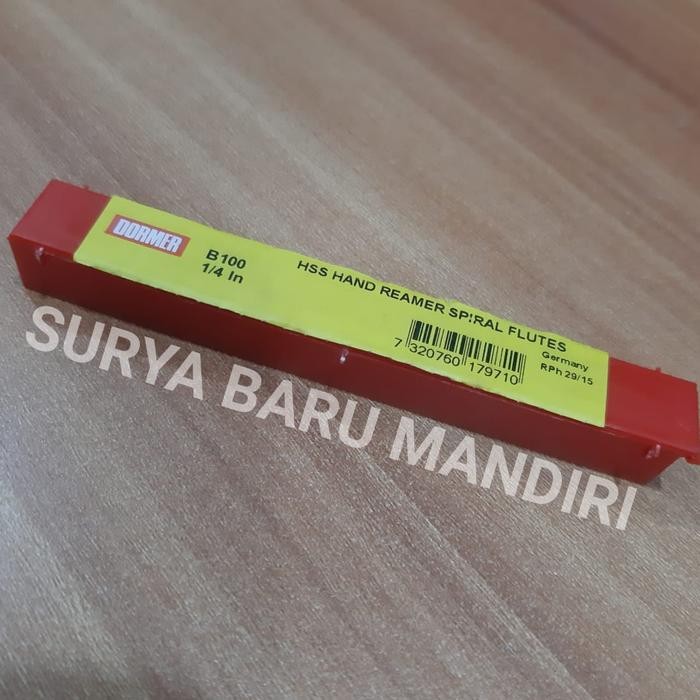 DORMER
B100
1/4 In
HSS HAND REAMER SPIRAL FLUTES
7 320760 179710
Germany
RPh 29/15
SURYA BARU MANDIRI